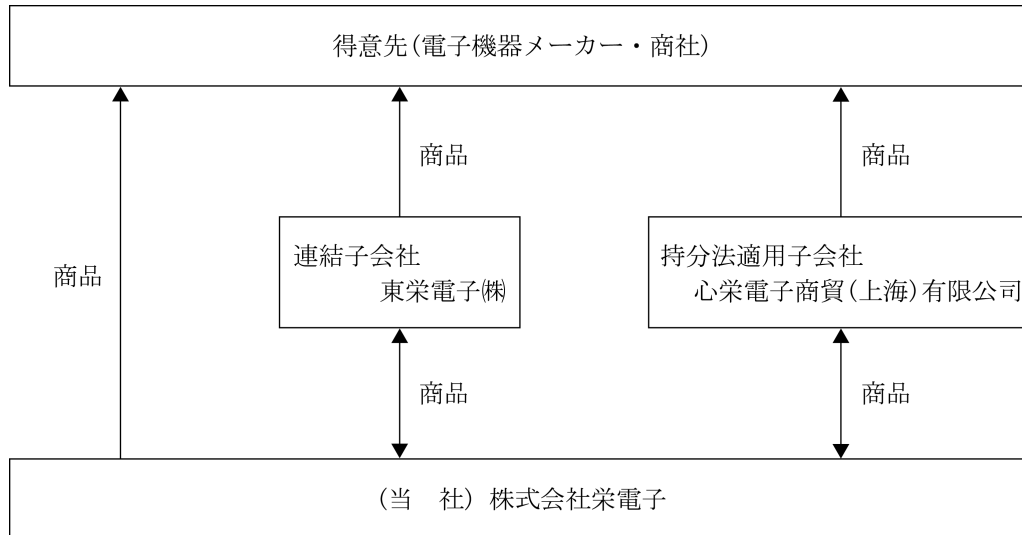 得意先(電子機器メーカー・商社)
商品
商品
商品
連結子会社
東栄電子㈱
持分法適用子会社
心栄電子商貿(上海)有限公司
商品
商品
(当　社) 株式会社栄電子